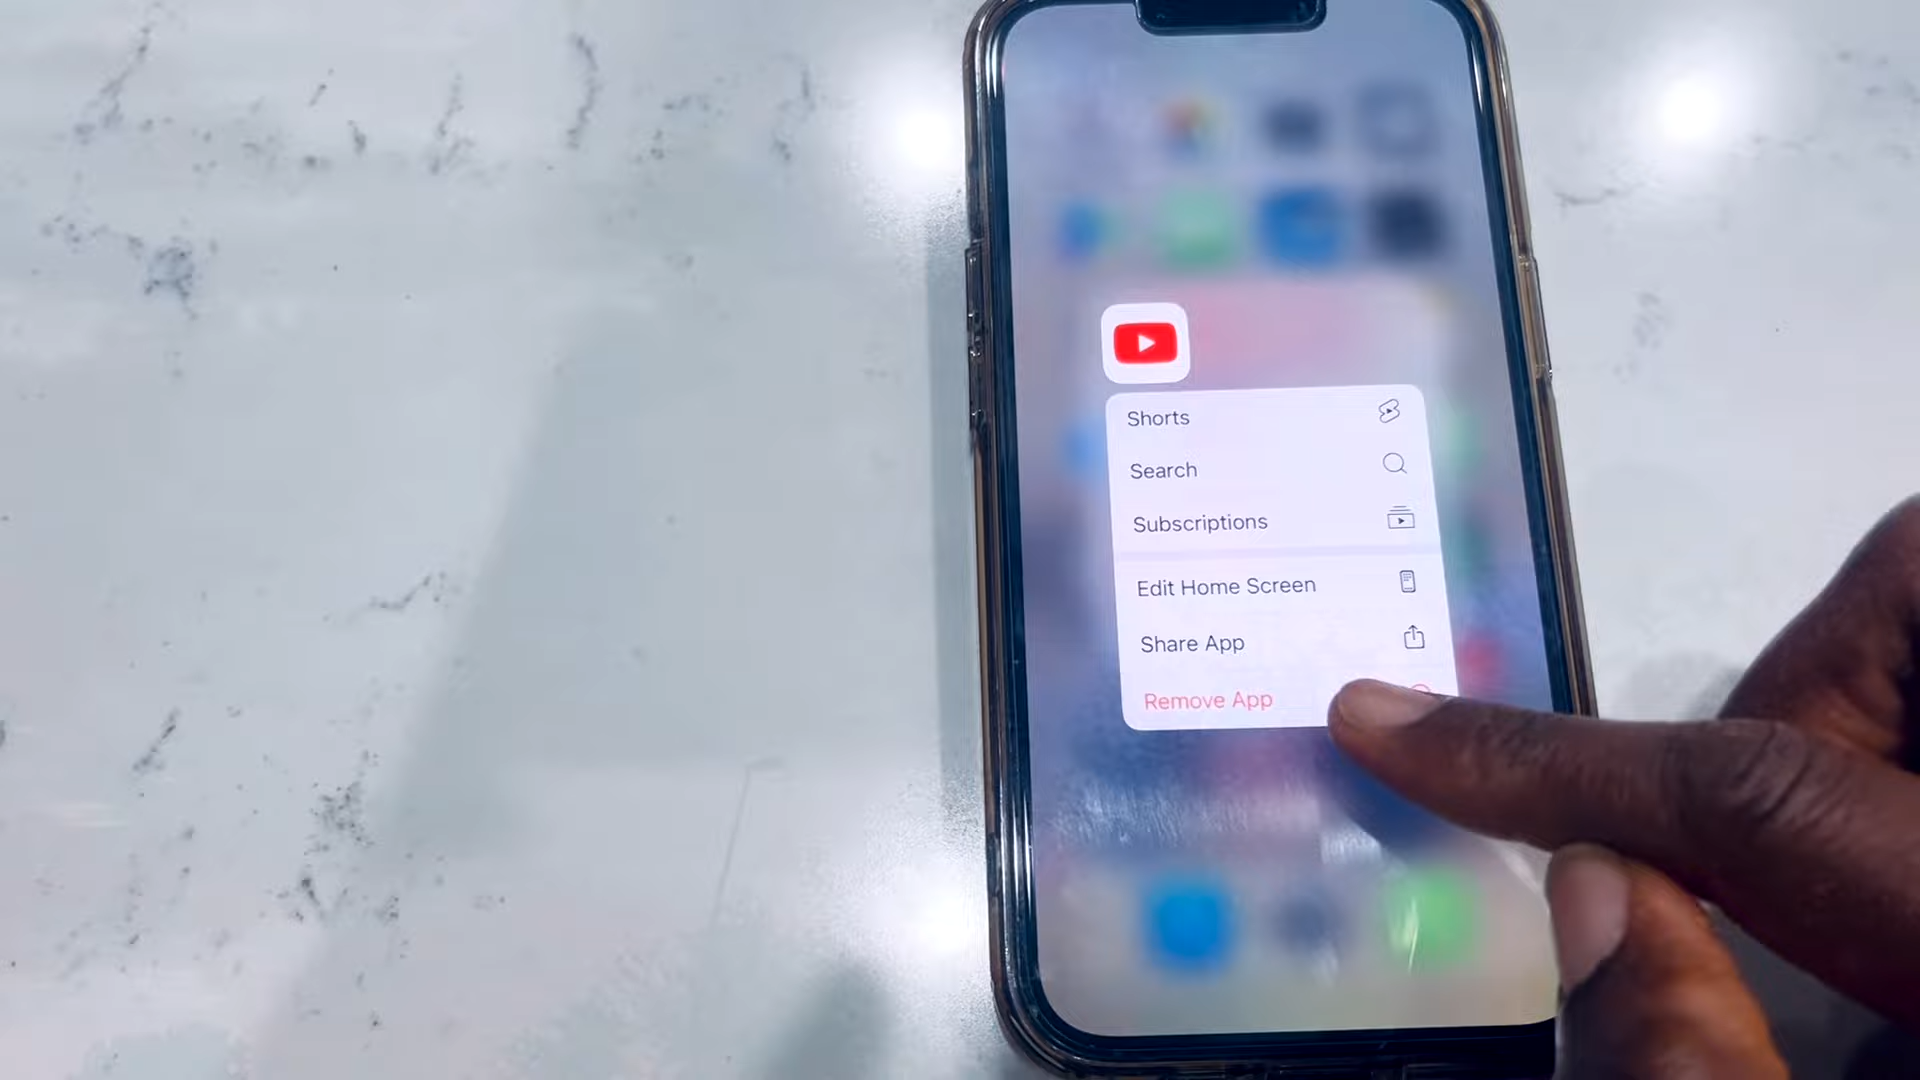 Shorts
Search
Subscriptions
Edit Home Screen
Share App
Remove App